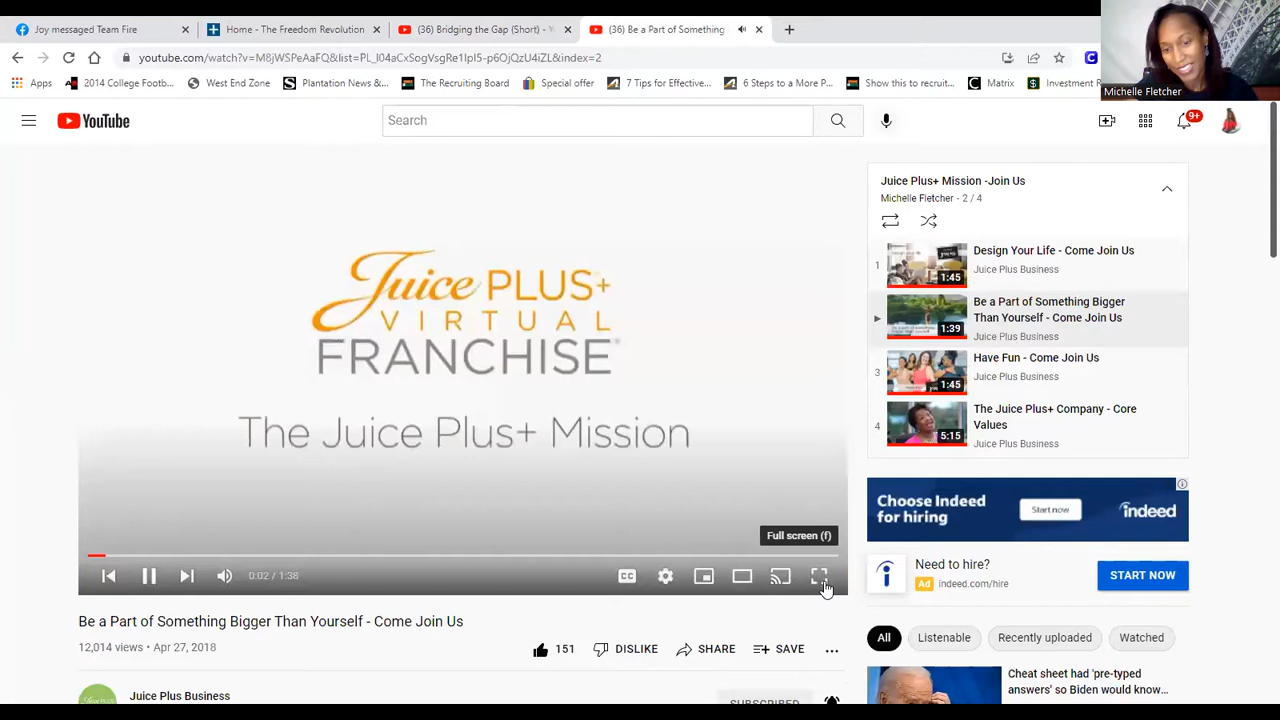 Joy messaged Team Fire
Home - The Freedom Revolution
(36) Bridging the Gap (Short) - Y
(36) Be a Part of Something
Apps
2014 College Footb...
West End Zone
Plantation News &...
The Recruiting Board
Special offer
7 Tips for Effective...
6 Steps to a More P...
This show to recruit...
Matrix
Investment R
Michelle Fletcher
YouTube
Search
9+
Juice PLUS+
VIRTUAL
FRANCHISE
The Juice Plus+ Mission
Full screen (f)
0:02 / 1:38
CC
Be a Part of Something Bigger Than Yourself - Come Join Us
12,014 views • Apr 27, 2018
151
DISLIKE
SHARE
SAVE
Juice Plus Business
SUBSCRIBED
Juice Plus+ Mission -Join Us
Michelle Fletcher - 2 / 4
1
1:45
Design Your Life - Come Join Us
Juice Plus Business
1:39
Be a Part of Something Bigger
Than Yourself - Come Join Us
Juice Plus Business
3
1:45
Have Fun - Come Join Us
Juice Plus Business
4
5:15
The Juice Plus+ Company - Core
Values
Juice Plus Business
Choose Indeed
for hiring
Start now
indeed
Need to hire?
Ad indeed.com/hire
START NOW
All
Listenable
Recently uploaded
Watched
Cheat sheet had 'pre-typed
answers' so Biden would know...